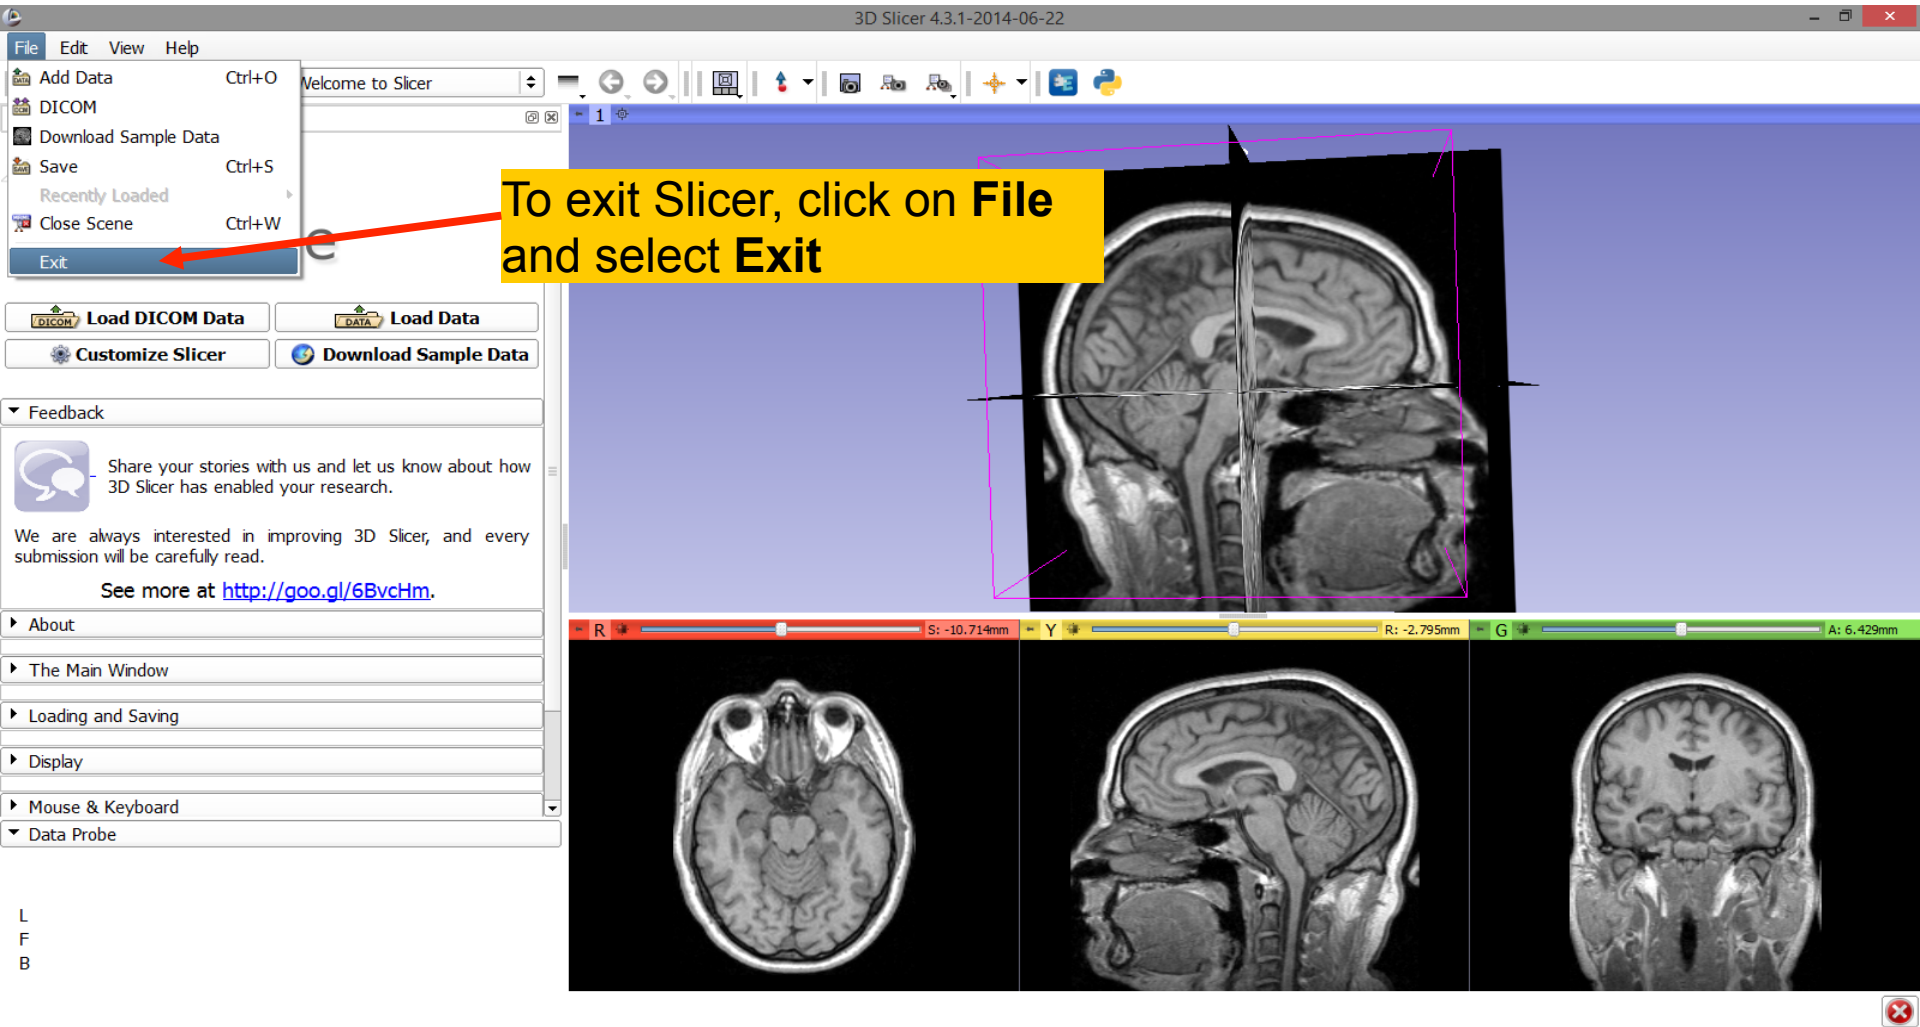 3D Slicer 4.3.1-2014-06-22
File Edit View Help
Add Data Ctrl+O
DICOM
Download Sample Data
Save Ctrl+S
Recently Loaded
Close Scene Ctrl+W
Exit
Welcome to Slicer
1
e
To exit Slicer, click on File
and select Exit
DICOM Load DICOM Data
DATA Load Data
Customize Slicer
Download Sample Data
Feedback
Share your stories with us and let us know about how
3D Slicer has enabled your research.
We are always interested in improving 3D Slicer, and every
submission will be carefully read.
See more at http://goo.gl/6BvcHm.
About
The Main Window
Loading and Saving
Display
Mouse & Keyboard
Data Probe
L
F
B
R S: -10.714mm
Y R: -2.795mm
G A: 6.429mm